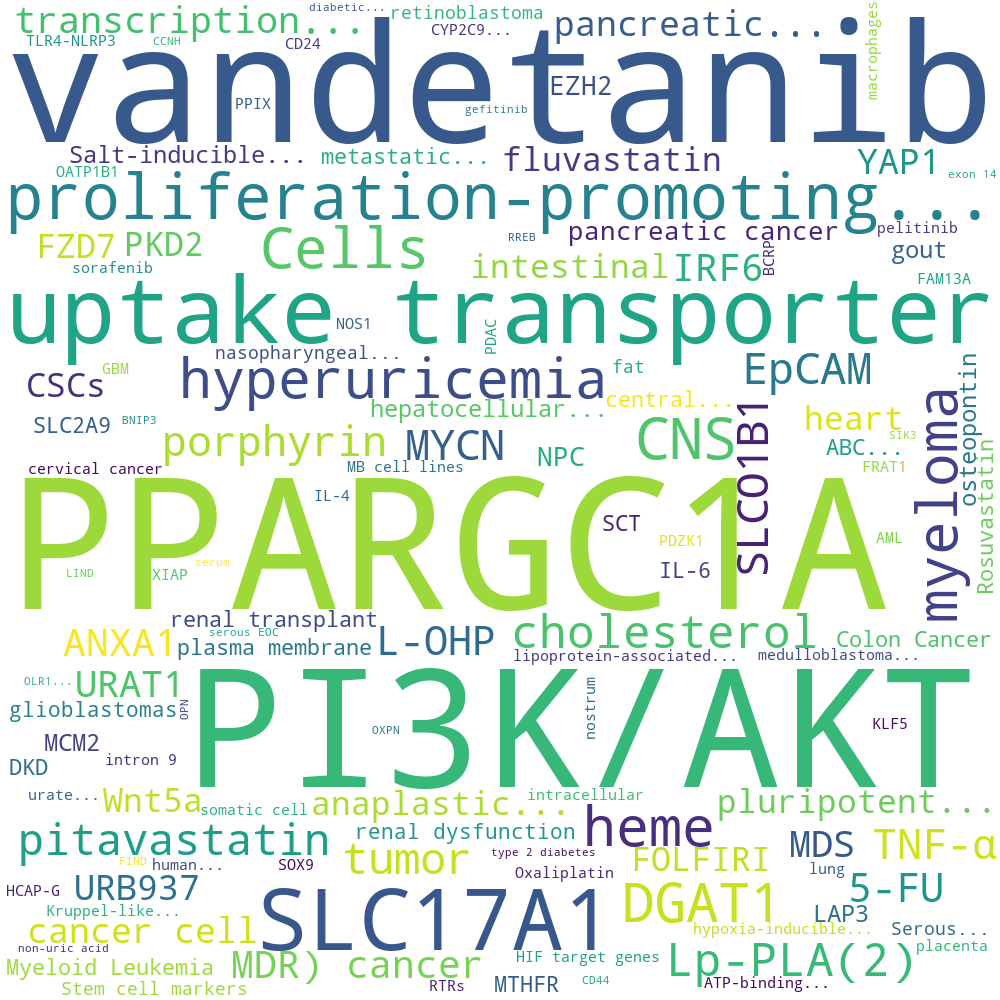 transcription...
diabetic...
retinoblastoma
TLR4-NLRP3
CCNH
CD24
CYP2C9...
pancreatic...
macrophages
vandetanib
PPIX
gefitinib
EZH2
Salt-inducible...
metastatic...
fluvastatin
YAP1
OATP1B1
exon 14
proliferation-promoting...
FZD7
PKD2
Cells
RREB
pancreatic cancer
pelitinib
gout
sorafenib
intestinal
IRF6
BCRP
FAM13A
uptake transporter
NOS1
PDAC
nasopharyngeal...
GBM
CSCs
hyperuricemia
fat
EpCAM
osteopontin
SLC2A9
BNIP3
hepatocellular...
central...
heart
myeloma
porphyrin
MYCN
NPC
CNS
SLCO1B1
ABC...
SIK3
Rosuvastatin
cervical cancer
MB cell lines
FRAT1
PPARGC1A
IL-4
SCT
PDZK1
AML
LIND
XIAP
serum
IL-6
renal transplant
ANXA1
serous EOC
plasma membrane
L-OHP
cholesterol
Colon Cancer
lipoprotein-associated...
medulloblastoma...
OLR1...
URAT1
PI3K/AKT
glioblastomas
OPN
OXPN
nostrum
KLF5
MCM2
intron 9
DKD
urate...
Wnt5a
somatic cell
anaplastic...
intracellular
pluripotent...
pitavastatin
renal dysfunction
heme
MDS
TNF-α
FIND
human...
SOX9
tumor
type 2 diabetes
Oxaliplatin
FOLFIRI
lung
HCAP-G
URB937
SLC17A1
DGAT1
5-FU
Kruppel-like...
LAP3
cancer cell
hypoxia-inducible...
Serous...
non-uric acid
placenta
Myeloid Leukemia
MDR) cancer
HIF target genes
Lp-PLA(2)
Stem cell markers
RTRs
MTHFR
CD44
ATP-binding...